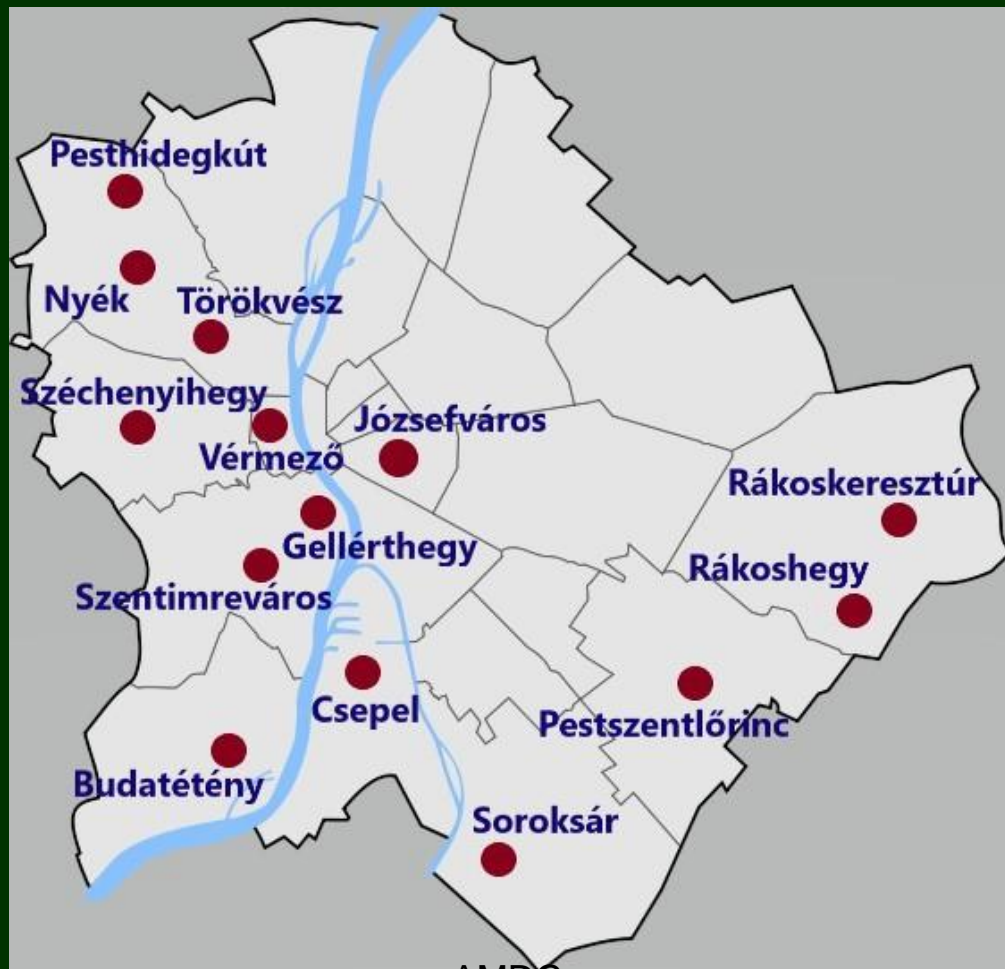 Pesthidegkút
Nyék
Törökvész
Széchenyihegy
Vérmező
Józsefváros
Rákoskeresztúr
Gellérthegy
Rákoshegy
Szentimreváros
Csepel
Pestszentlőrinc
Budatétény
Soroksár